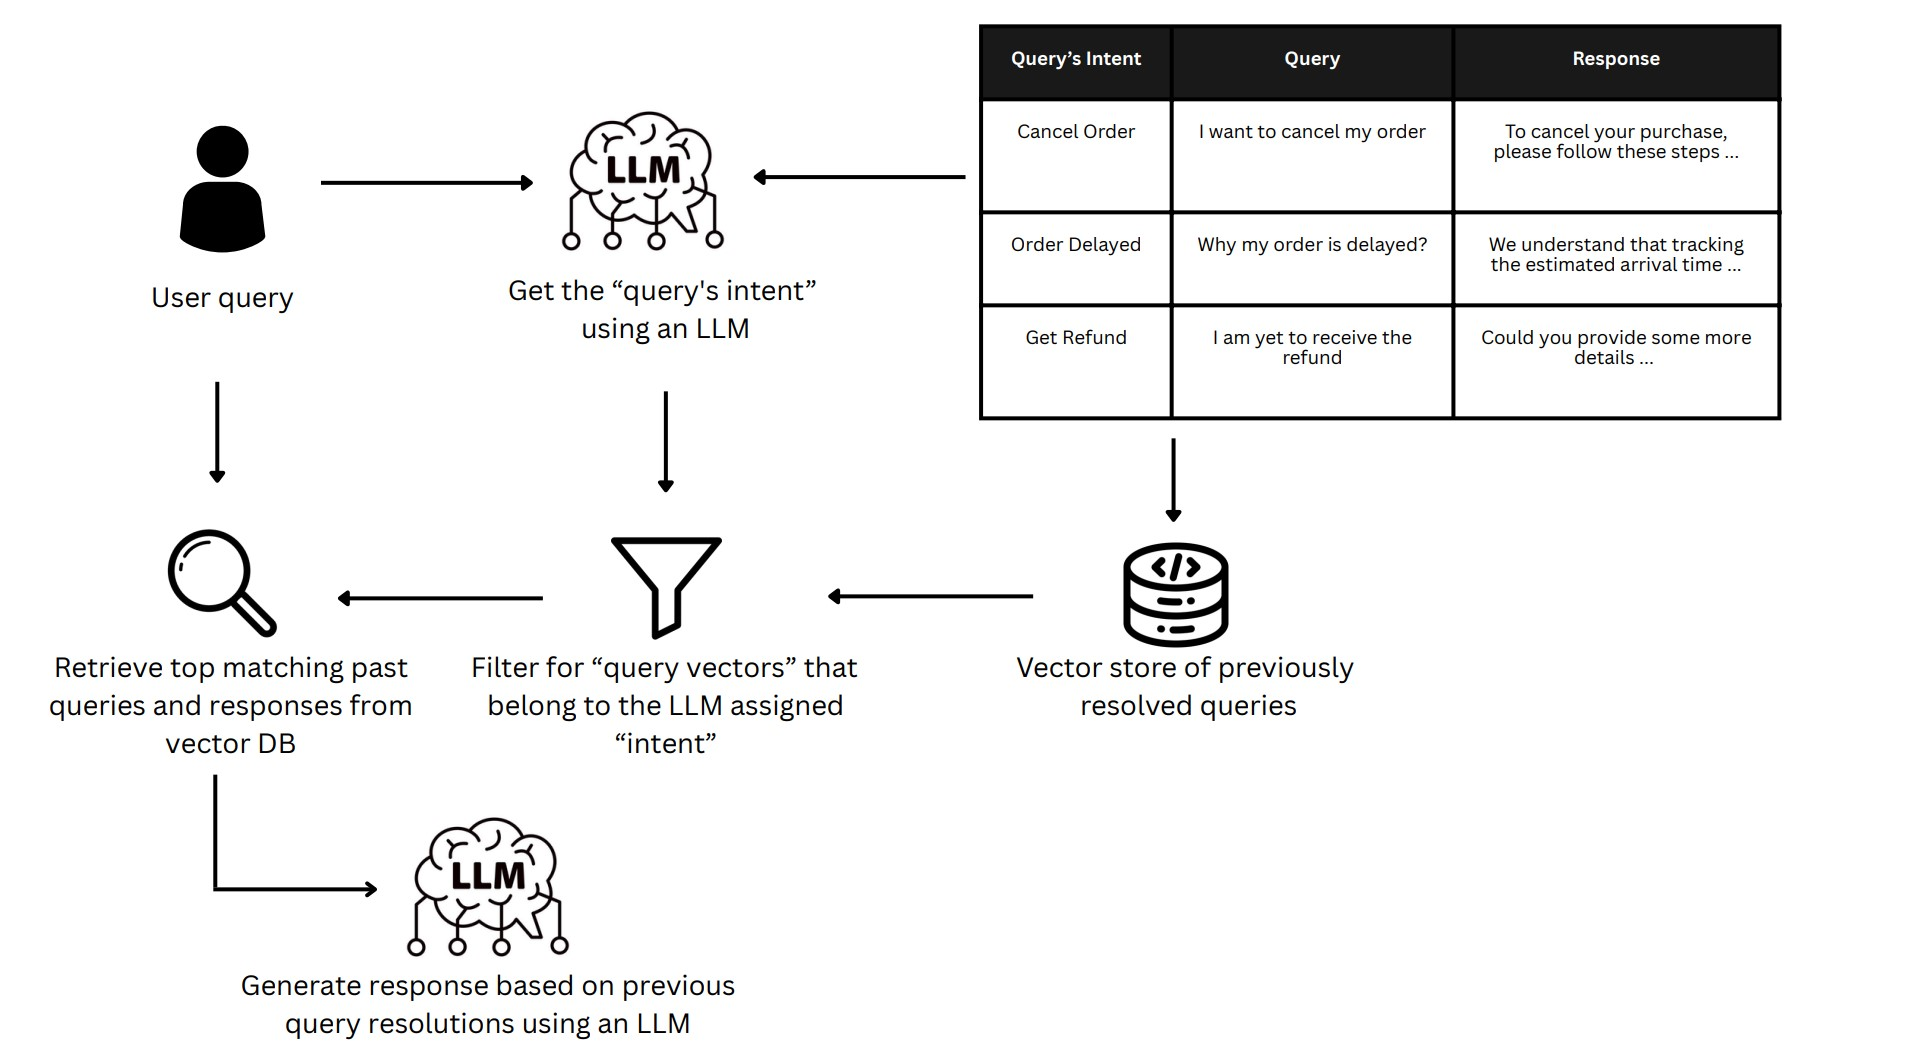 Query’s Intent
Query
Response
Cancel Order
I want to cancel my order
To cancel your purchase,
please follow these steps ...
Order Delayed
Why my order is delayed?
We understand that tracking
the estimated arrival time ...
Get Refund
I am yet to receive the
refund
Could you provide some more
details ...
LLM
User query
Get the “query's intent”
using an LLM
Retrieve top matching past
queries and responses from
vector DB
Filter for “query vectors” that
belong to the LLM assigned
“intent”
</>
Vector store of previously
resolved queries
LLM
Generate response based on previous
query resolutions using an LLM